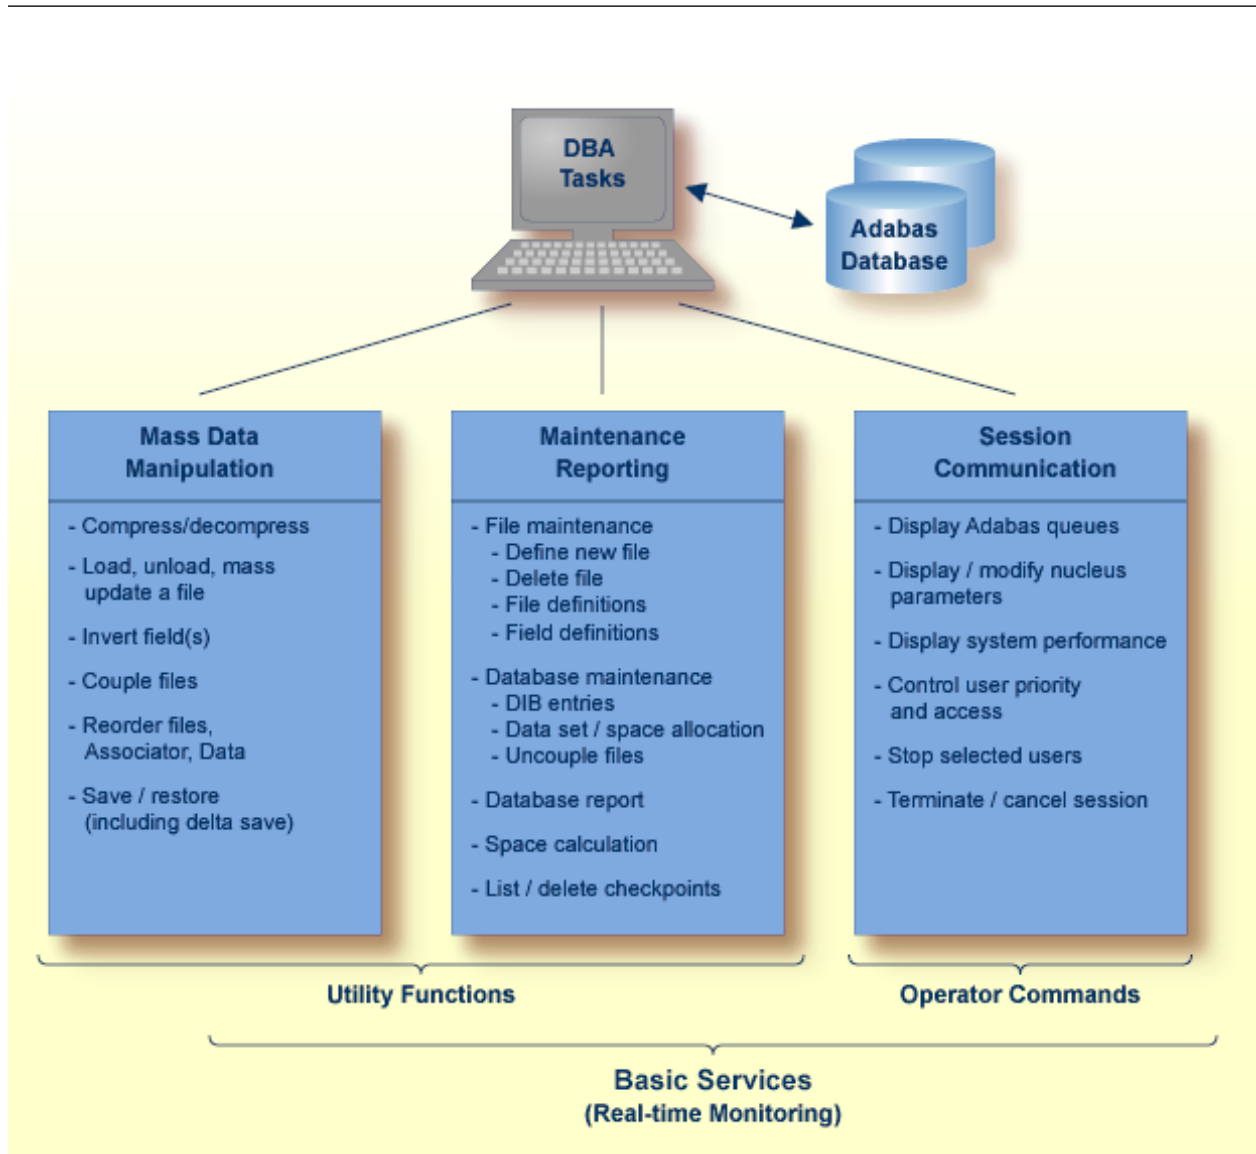 DBA
Tasks
Adabas
Database
Mass Data
Manipulation
- Compress/decompress
- Load, unload, mass
update a file
- Invert field(s)
- Couple files
- Reorder files,
Associator, Data
- Save / restore
(including delta save)
Maintenance
Reporting
- File maintenance
- Define new file
- Delete file
- File definitions
- Field definitions
- Database maintenance
- DIB entries
- Data set / space allocation
- Uncouple files
- Database report
- Space calculation
- List / delete checkpoints
Session
Communication
- Display Adabas queues
- Display / modify nucleus
parameters
- Display system performance
- Control user priority
and access
- Stop selected users
- Terminate / cancel session
Utility Functions
Operator Commands
Basic Services
(Real-time Monitoring)